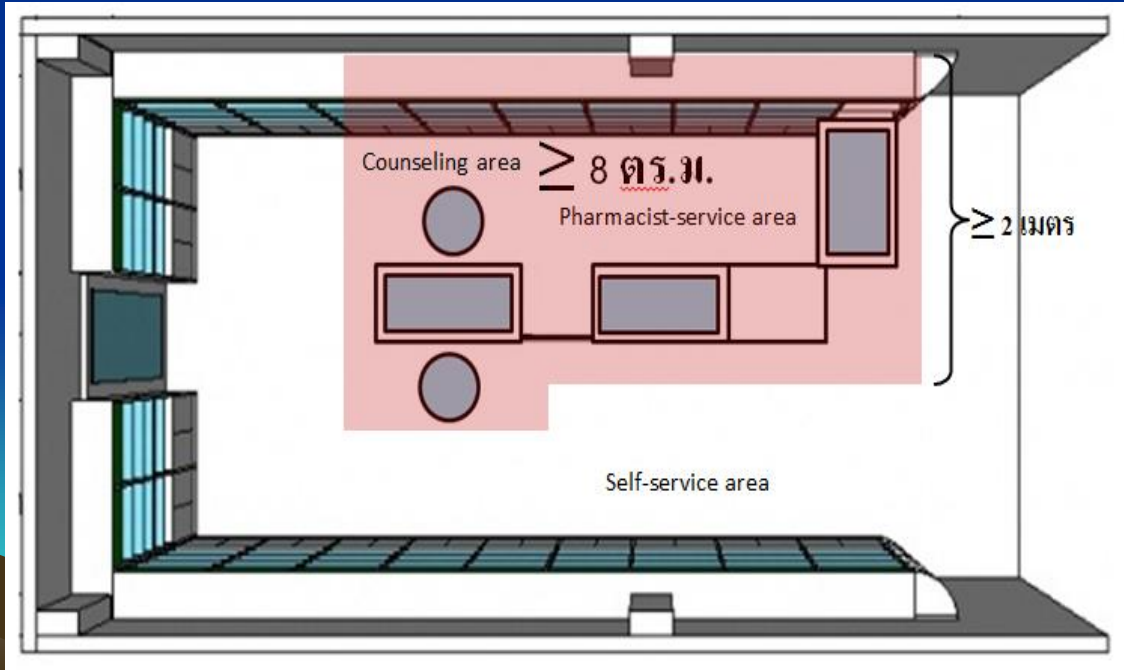 Counseling area
≥ 8 ตร.ม.
Pharmacist-service area
≥ 2 เมตร
Self-service area